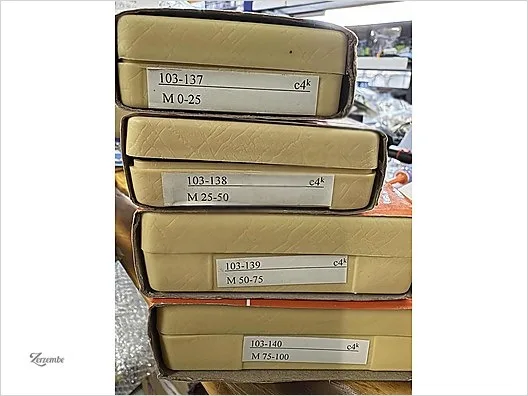 103-137 c4ᵏ
M 0-25
103-138 c4ᵏ
M 25-50
103-139 c4ᵏ
M 50-75
103-140 c4ᵏ
M 75-100
Zerzembe